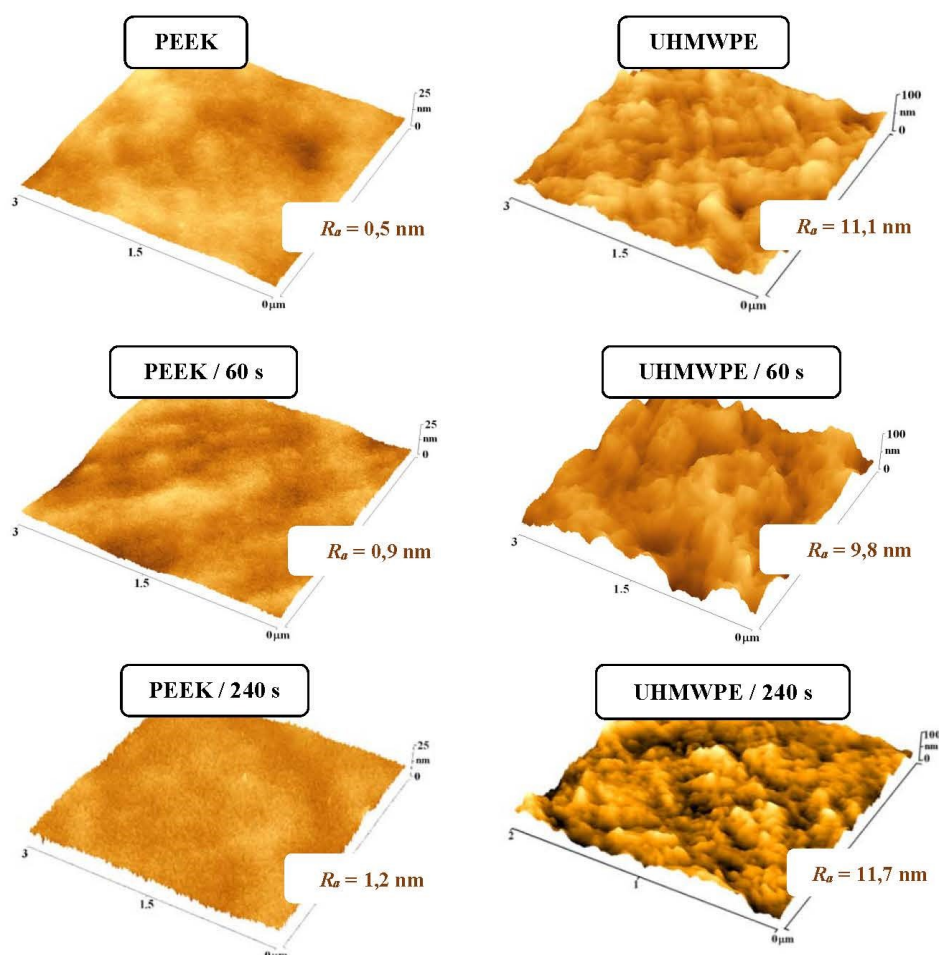 PEEK
25
nm
0
3
1.5
0μm
Ra = 0,5 nm
UHMWPE
100
nm
0
3
1.5
0μm
Ra = 11,1 nm
PEEK / 60 s
25
nm
0
3
1.5
0μm
Ra = 0,9 nm
UHMWPE / 60 s
100
nm
0
3
1.5
0μm
Ra = 9,8 nm
PEEK / 240 s
25
nm
0
3
1.5
0μm
Ra = 1,2 nm
UHMWPE / 240 s
100
nm
0
2
1
0μm
Ra = 11,7 nm